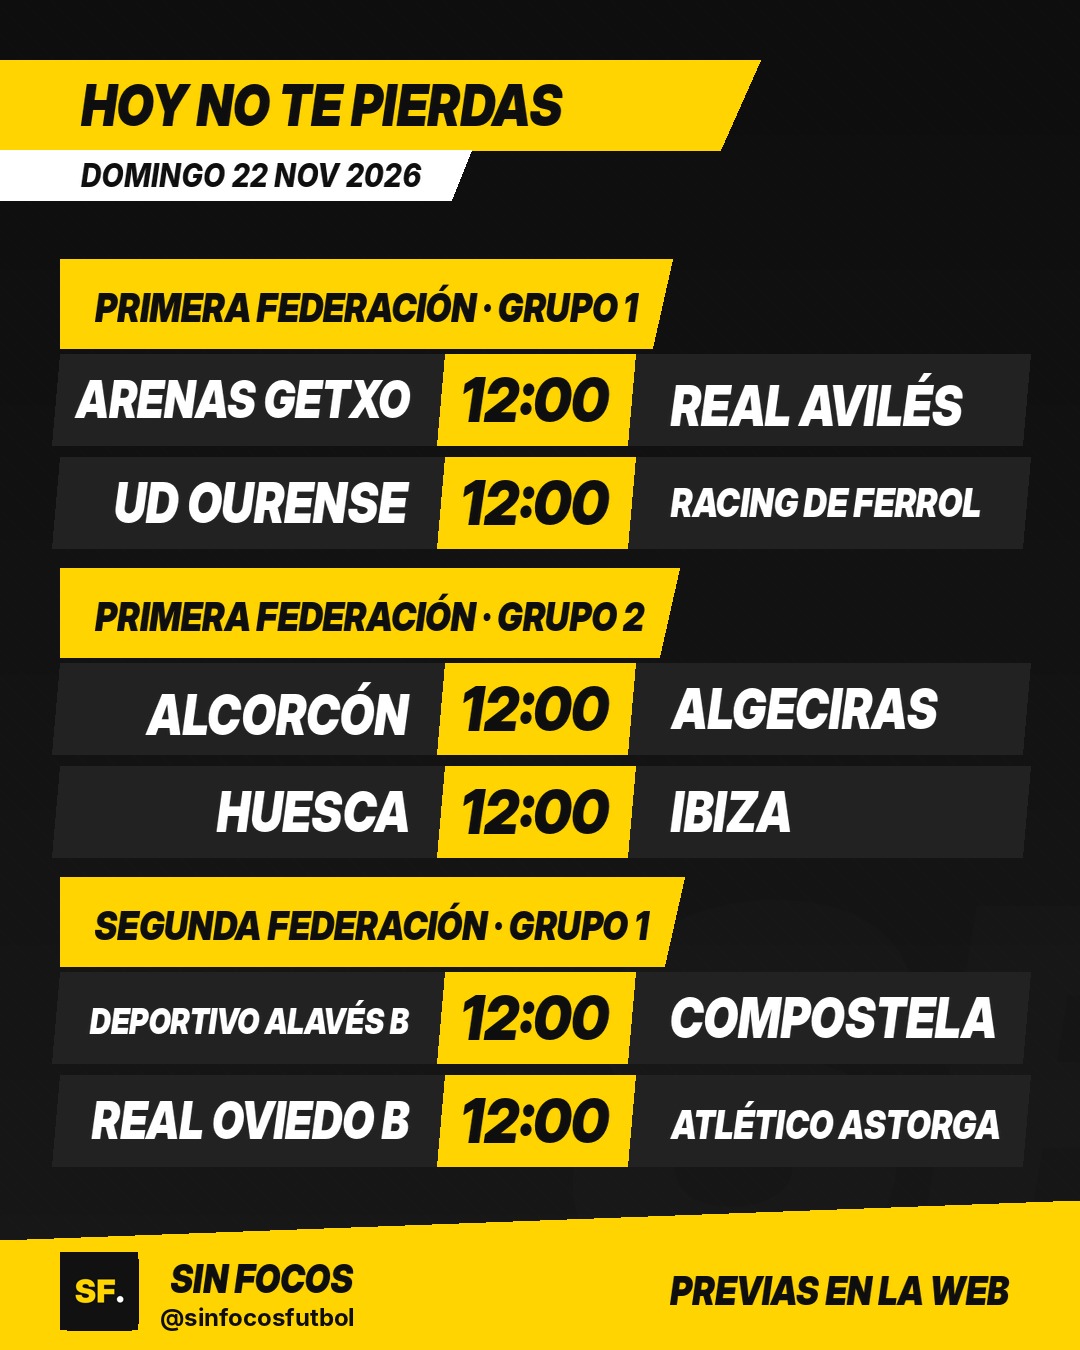 HOY NO TE PIERDAS
DOMINGO 22 NOV 2026
PRIMERA FEDERACIÓN · GRUPO 1
ARENAS GETXO 12:00 REAL AVILÉS
UD OURENSE 12:00 RACING DE FERROL
PRIMERA FEDERACIÓN · GRUPO 2
ALCORCÓN 12:00 ALGECIRAS
HUESCA 12:00 IBIZA
SEGUNDA FEDERACIÓN · GRUPO 1
DEPORTIVO ALAVÉS B 12:00 COMPOSTELA
REAL OVIEDO B 12:00 ATLÉTICO ASTORGA
SF.
SIN FOCOS
@sinfocosfutbol
PREVIAS EN LA WEB